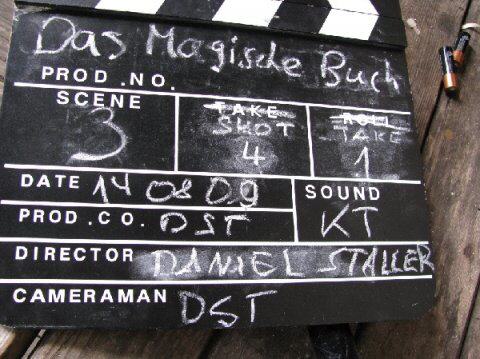 Das Magische Buch
PROD.NO.
SCENE TAKE ROLL
3 SHOT TAKE
4 1
DATE 14 08 09 SOUND
PROD.CO. DST KT
DIRECTOR DANIEL STALLER
CAMERAMAN DST